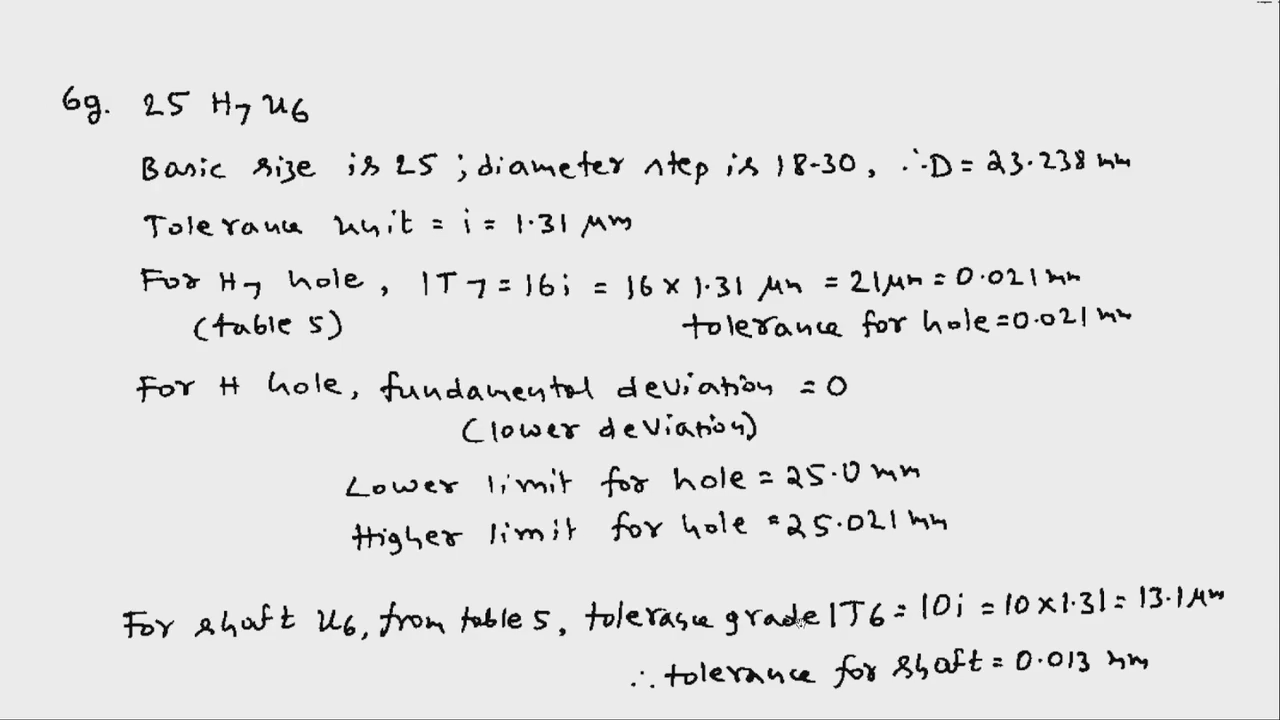 6g. 25 H7 u6
Basic size is 25 ; diameter step is 18-30, ∴ D = 23.238 mm
Tolerance unit = i = 1.31 μm
For H7 hole, IT7 = 16i = 16 × 1.31 μm = 21μm = 0.021 mm
(table 5) tolerance for hole = 0.021 mm
For H hole, fundamental deviation = 0
(lower deviation)
Lower limit for hole = 25.0 mm
Higher limit for hole = 25.021 mm
For shaft u6, from table 5, tolerance grade IT6 = 10i = 10 × 1.31 = 13.1 μm
∴ tolerance for shaft = 0.013 mm